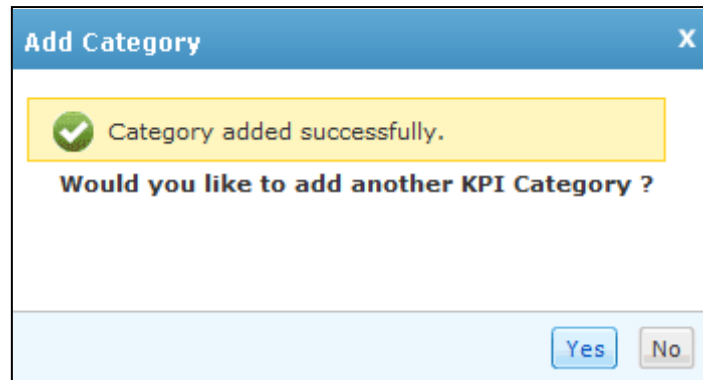 Add Category X
Category added successfully.
Would you like to add another KPI Category ?
Yes No